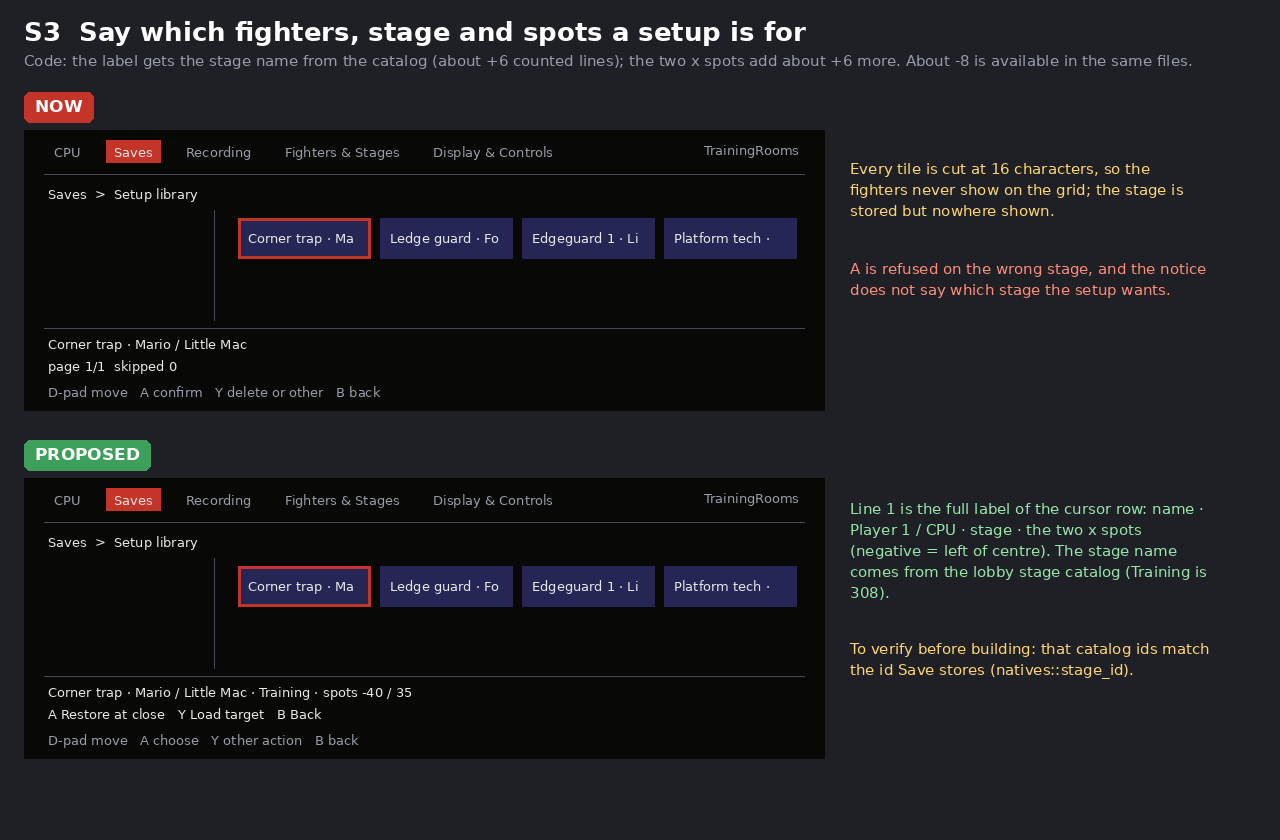 S3 Say which fighters, stage and spots a setup is for
Code: the label gets the stage name from the catalog (about +6 counted lines); the two x spots add about +6 more. About -8 is available in the same files.
NOW
CPU Saves Recording Fighters & Stages Display & Controls TrainingRooms
Saves > Setup library
Corner trap · Ma Ledge guard · Fo Edgeguard 1 · Li Platform tech ·
Corner trap · Mario / Little Mac
page 1/1 skipped 0
D-pad move A confirm Y delete or other B back
Every tile is cut at 16 characters, so the
fighters never show on the grid; the stage is
stored but nowhere shown.
A is refused on the wrong stage, and the notice
does not say which stage the setup wants.
PROPOSED
CPU Saves Recording Fighters & Stages Display & Controls TrainingRooms
Saves > Setup library
Corner trap · Ma Ledge guard · Fo Edgeguard 1 · Li Platform tech ·
Corner trap · Mario / Little Mac · Training · spots -40 / 35
A Restore at close Y Load target B Back
D-pad move A choose Y other action B back
Line 1 is the full label of the cursor row: name ·
Player 1 / CPU · stage · the two x spots
(negative = left of centre). The stage name
comes from the lobby stage catalog (Training is
308).
To verify before building: that catalog ids match
the id Save stores (natives::stage_id).